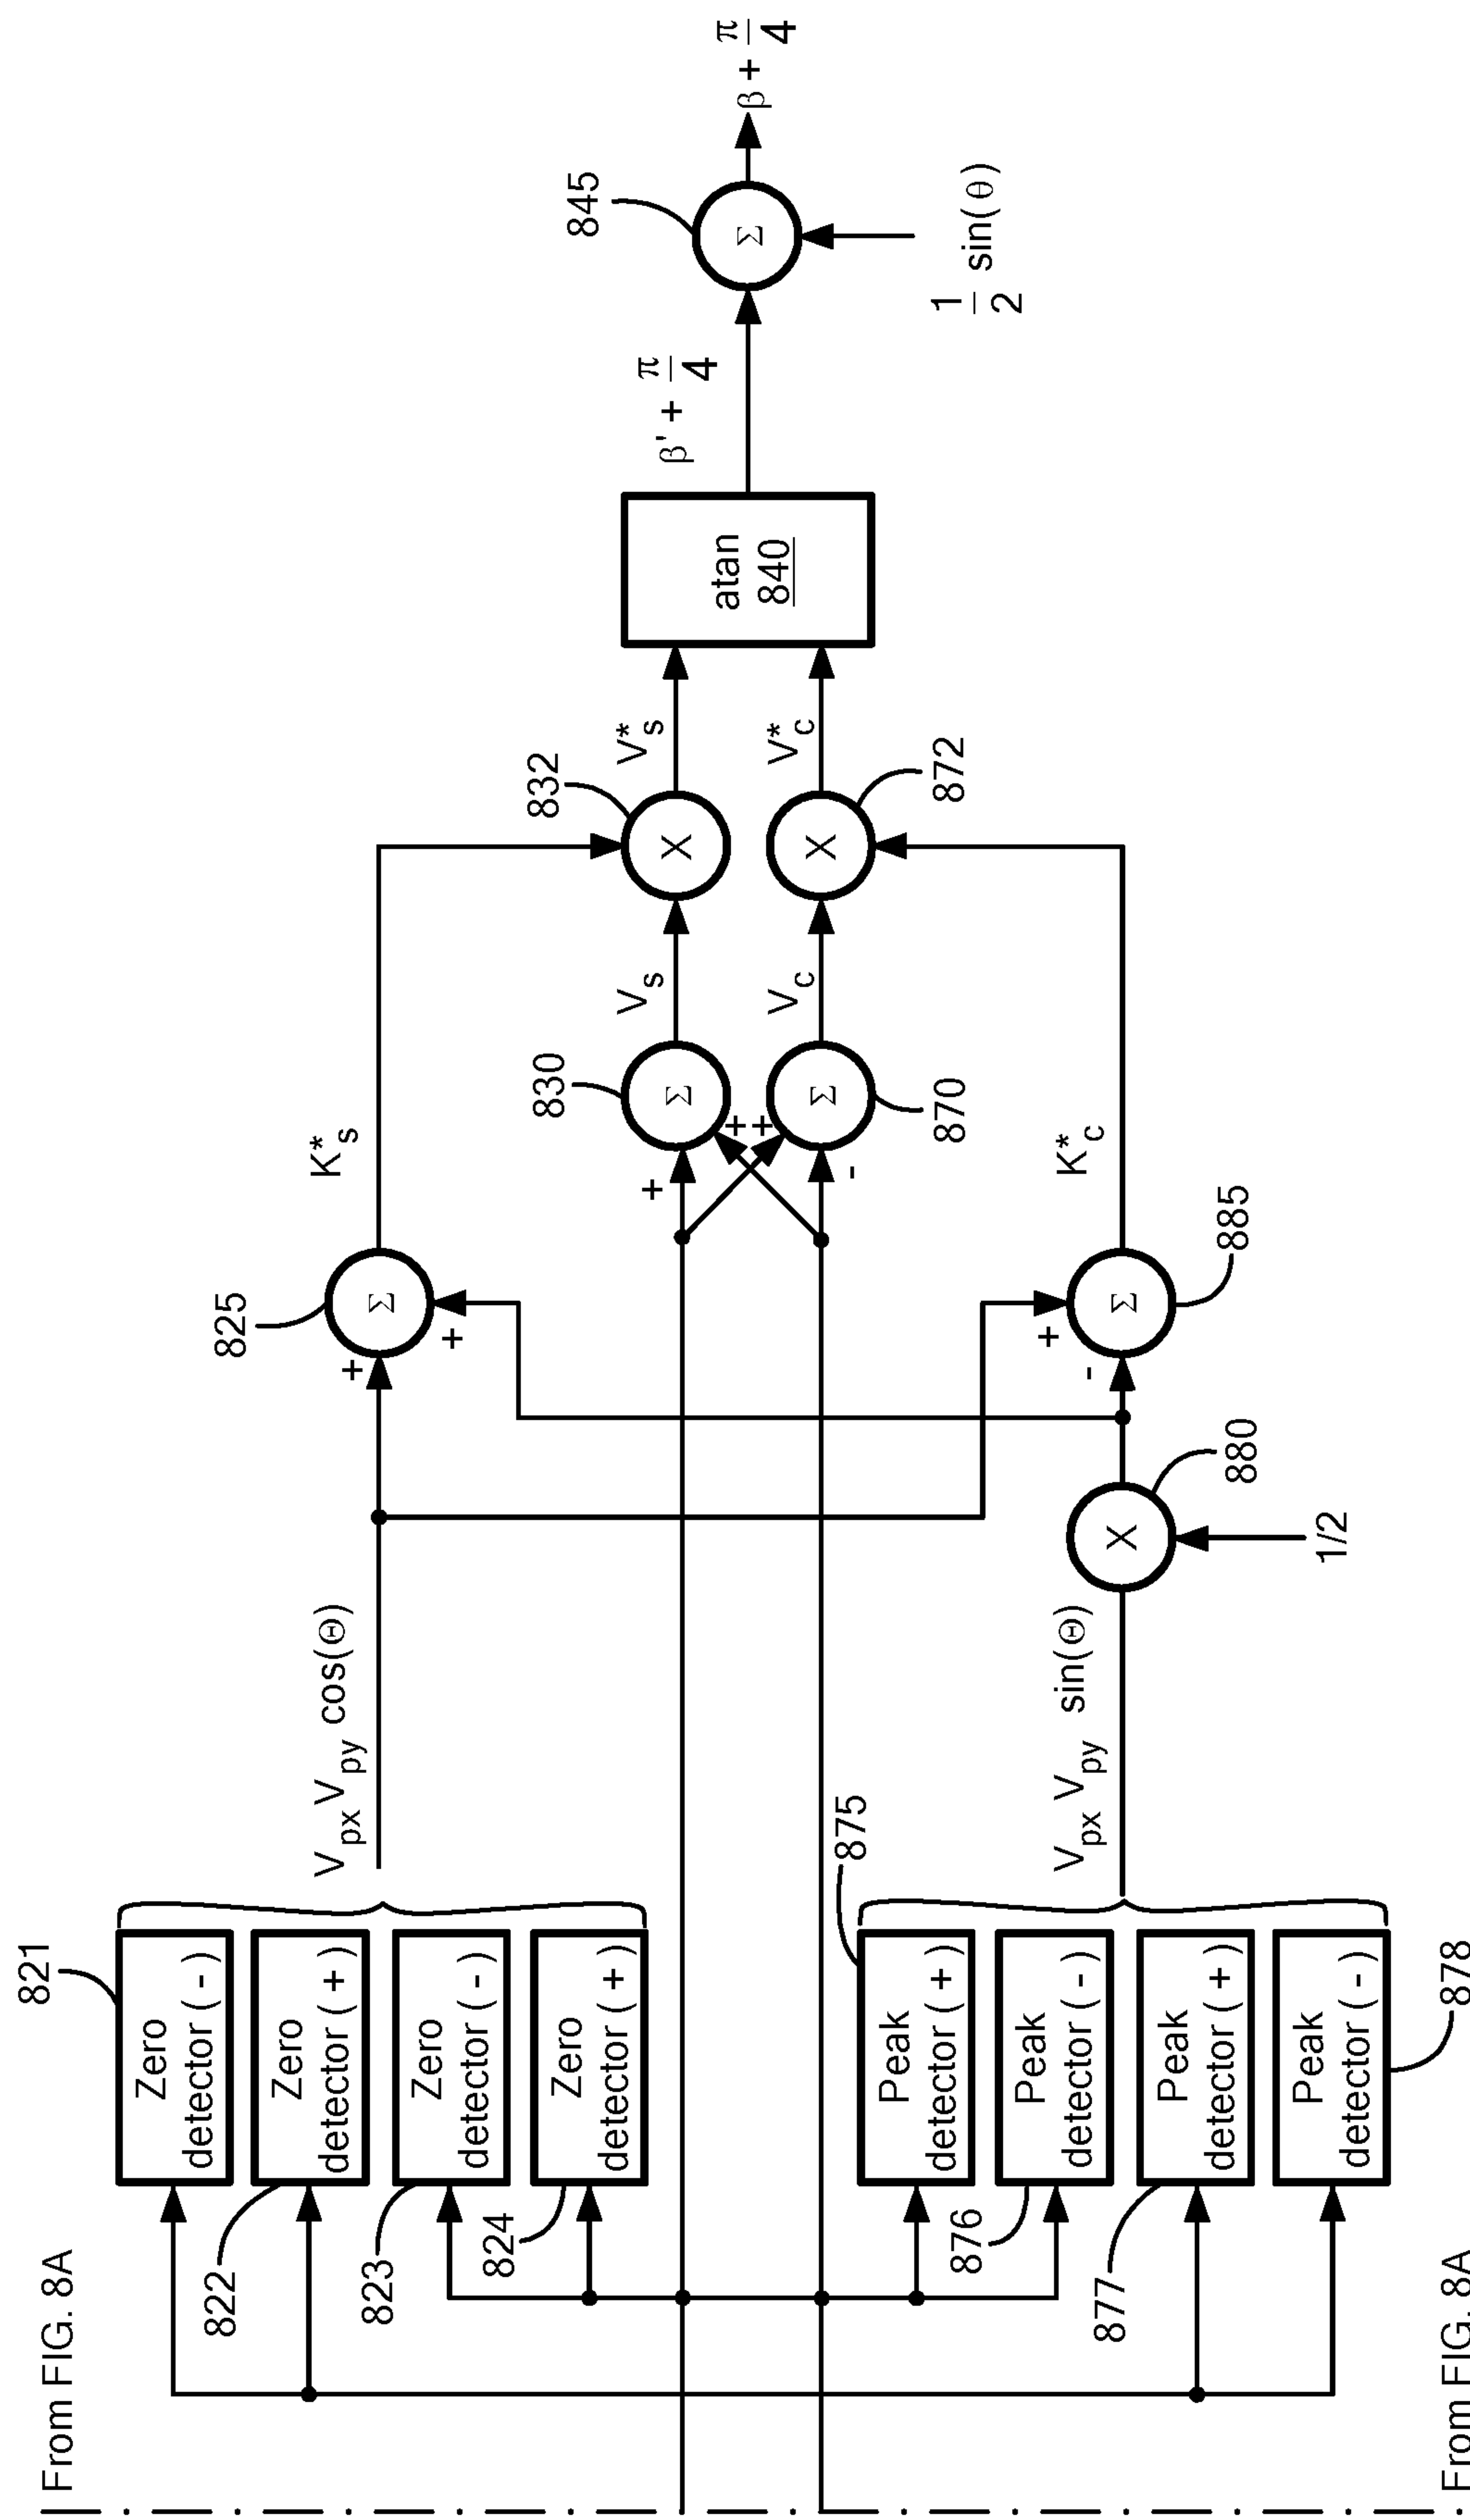 From FIG. 8A
821
Zero
detector ( - )
822
Zero
detector ( + )
823
Zero
detector ( - )
824
Zero
detector ( + )
875
Peak
detector ( + )
876
Peak
detector ( - )
877
Peak
detector ( + )
878
Peak
detector ( - )
From FIG. 8A
VpxVpy cos(Θ)
Vpx Vpy sin(Θ)
X
880
1/2
825
Σ
+
+
K*s
885
Σ
+
-
K*c
830
Σ
+
+
Vs
870
Σ
+
-
Vc
832
X
V*s
872
X
V*c
atan
840
β' + π/4
845
Σ
1/2 sin(θ)
β + π/4